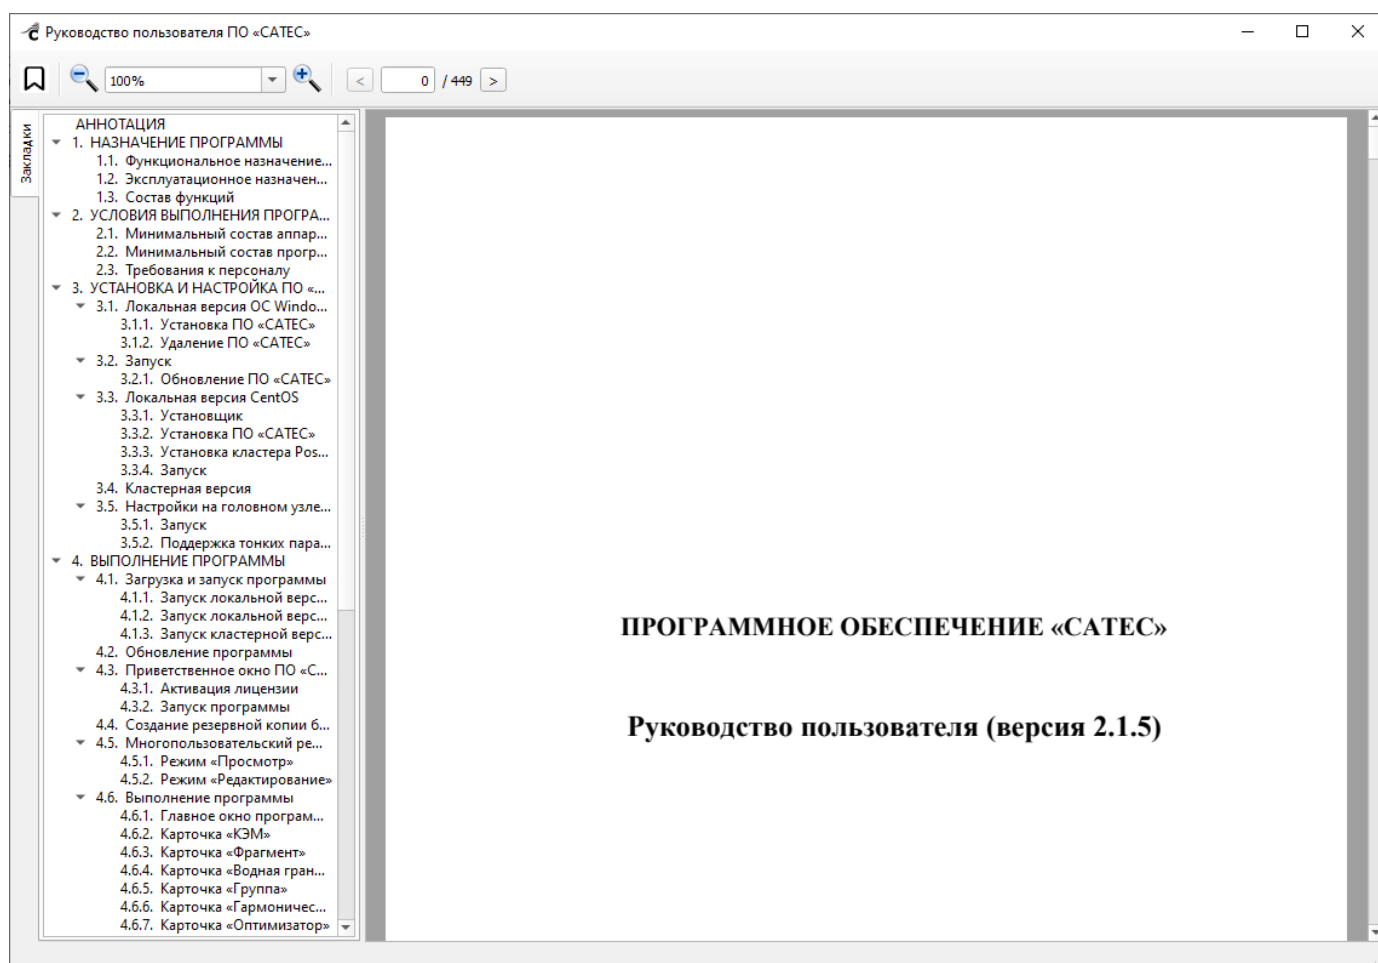 Руководство пользователя ПО «САТЕС»
100%
< 0 / 449 >
Закладки
АННОТАЦИЯ
1. НАЗНАЧЕНИЕ ПРОГРАММЫ
1.1. Функциональное назначение...
1.2. Эксплуатационное назначен...
1.3. Состав функций
2. УСЛОВИЯ ВЫПОЛНЕНИЯ ПРОГРА...
2.1. Минимальный состав аппар...
2.2. Минимальный состав прогр...
2.3. Требования к персоналу
3. УСТАНОВКА И НАСТРОЙКА ПО «...
3.1. Локальная версия ОС Windo...
3.1.1. Установка ПО «САТЕС»
3.1.2. Удаление ПО «САТЕС»
3.2. Запуск
3.2.1. Обновление ПО «САТЕС»
3.3. Локальная версия CentOS
3.3.1. Установщик
3.3.2. Установка ПО «САТЕС»
3.3.3. Установка кластера Pos...
3.3.4. Запуск
3.4. Кластерная версия
3.5. Настройки на головном узле...
3.5.1. Запуск
3.5.2. Поддержка тонких пара...
4. ВЫПОЛНЕНИЕ ПРОГРАММЫ
4.1. Загрузка и запуск программы
4.1.1. Запуск локальной верс...
4.1.2. Запуск локальной верс...
4.1.3. Запуск кластерной верс...
4.2. Обновление программы
4.3. Приветственное окно ПО «С...
4.3.1. Активация лицензии
4.3.2. Запуск программы
4.4. Создание резервной копии б...
4.5. Многопользовательский ре...
4.5.1. Режим «Просмотр»
4.5.2. Режим «Редактирование»
4.6. Выполнение программы
4.6.1. Главное окно програм...
4.6.2. Карточка «КЭМ»
4.6.3. Карточка «Фрагмент»
4.6.4. Карточка «Водная гран...
4.6.5. Карточка «Группа»
4.6.6. Карточка «Гармоничес...
4.6.7. Карточка «Оптимизатор»
ПРОГРАММНОЕ ОБЕСПЕЧЕНИЕ «САТЕС»
Руководство пользователя (версия 2.1.5)